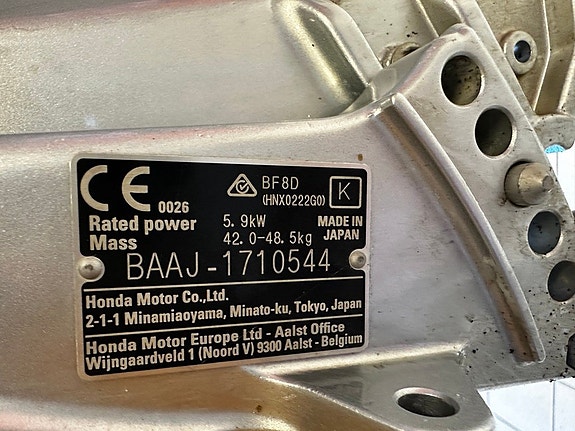 CE 0026
BF8D
(HNX0222G0)
K
Rated power 5.9kW
Mass 42.0-48.5kg
MADE IN
JAPAN
BAAJ-1710544
Honda Motor Co.,Ltd.
2-1-1 Minamiaoyama, Minato-ku, Tokyo, Japan
Honda Motor Europe Ltd - Aalst Office
Wijngaardveld 1 (Noord V) 9300 Aalst - Belgium